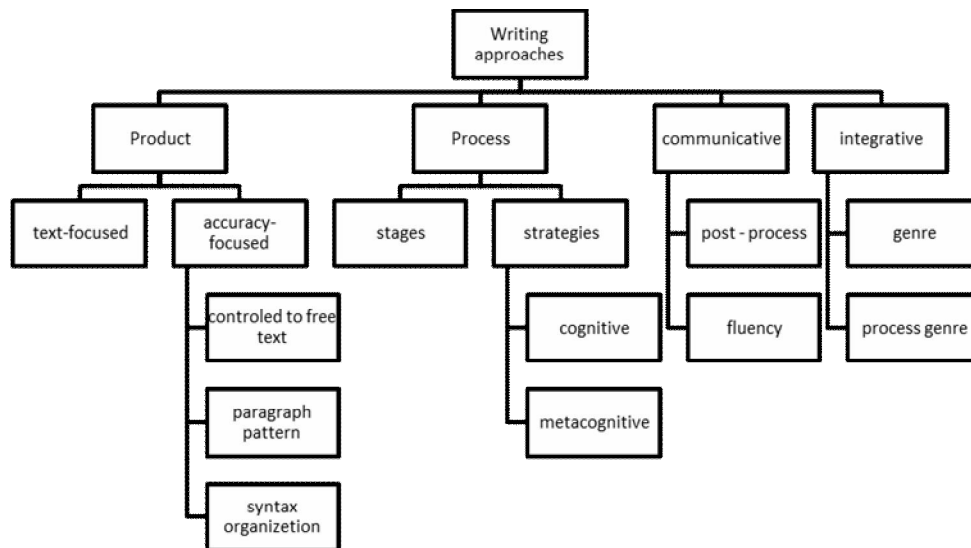 Writing
approaches
Product
Process
communicative
integrative
text-focused
accuracy-
focused
stages
strategies
post - process
genre
controled to free
text
cognitive
fluency
process genre
paragraph
pattern
metacognitive
syntax
organizetion